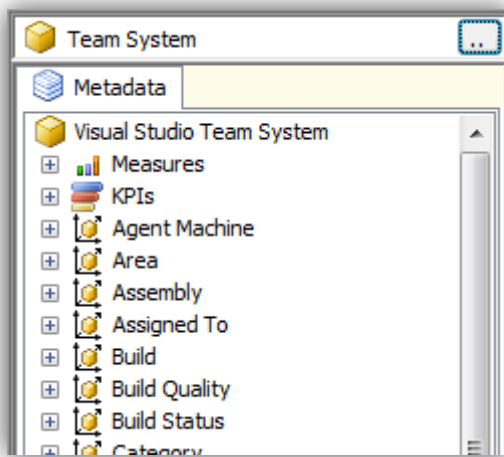 Team System
..
Metadata
Visual Studio Team System
Measures
KPIs
Agent Machine
Area
Assembly
Assigned To
Build
Build Quality
Build Status
Category